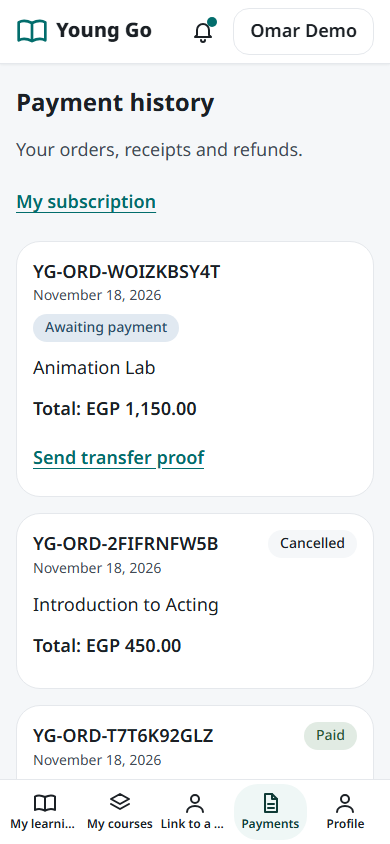 Young Go
Omar Demo
Payment history
Your orders, receipts and refunds.
My subscription
YG-ORD-WOIZKBSY4T
November 18, 2026
Awaiting payment
Animation Lab
Total: EGP 1,150.00
Send transfer proof
YG-ORD-2FIFRNFW5B
Cancelled
November 18, 2026
Introduction to Acting
Total: EGP 450.00
YG-ORD-T7T6K92GLZ
Paid
November 18, 2026
My learni...
My courses
Link to a ...
Payments
Profile